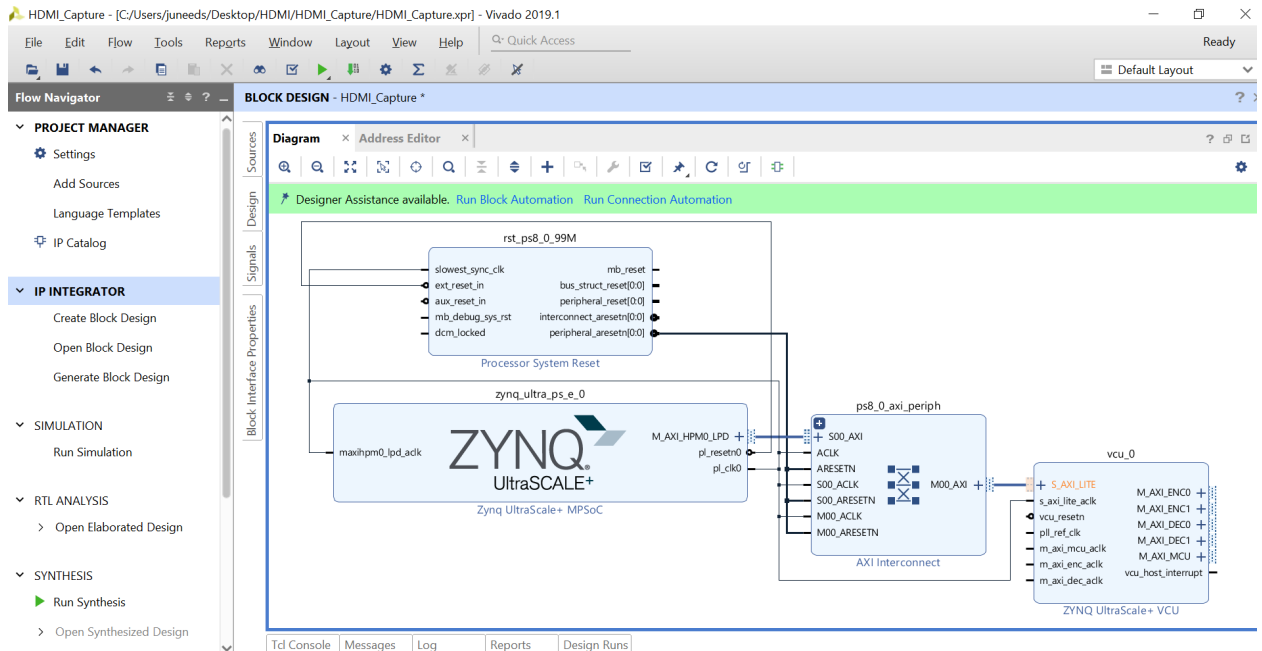 HDMI_Capture - [C:/Users/juneeds/Desktop/HDMI/HDMI_Capture/HDMI_Capture.xpr] - Vivado 2019.1
File Edit Flow Tools Reports Window Layout View Help Quick Access Ready
Default Layout
Flow Navigator
BLOCK DESIGN - HDMI_Capture *
PROJECT MANAGER
Settings
Add Sources
Language Templates
IP Catalog
IP INTEGRATOR
Create Block Design
Open Block Design
Generate Block Design
SIMULATION
Run Simulation
RTL ANALYSIS
Open Elaborated Design
SYNTHESIS
Run Synthesis
Open Synthesized Design
Sources
Design
Signals
Block Interface Properties
Diagram Address Editor
Designer Assistance available. Run Block Automation Run Connection Automation
rst_ps8_0_99M
slowest_sync_clk
ext_reset_in
aux_reset_in
mb_debug_sys_rst
dcm_locked
mb_reset
bus_struct_reset[0:0]
peripheral_reset[0:0]
interconnect_aresetn[0:0]
peripheral_aresetn[0:0]
Processor System Reset
zynq_ultra_ps_e_0
maxihpm0_lpd_aclk
ZYNQ
UltraSCALE+
M_AXI_HPM0_LPD
pl_resetn0
pl_clk0
Zynq UltraScale+ MPSoC
ps8_0_axi_periph
S00_AXI
ACLK
ARESETN
S00_ACLK
S00_ARESETN
M00_ACLK
M00_ARESETN
M00_AXI
AXI Interconnect
vcu_0
S_AXI_LITE
s_axi_lite_aclk
vcu_resetn
pll_ref_clk
m_axi_mcu_aclk
m_axi_enc_aclk
m_axi_dec_aclk
M_AXI_ENC0
M_AXI_ENC1
M_AXI_DEC0
M_AXI_DEC1
M_AXI_MCU
vcu_host_interrupt
ZYNQ UltraScale+ VCU
Tcl Console Messages Log Reports Design Runs